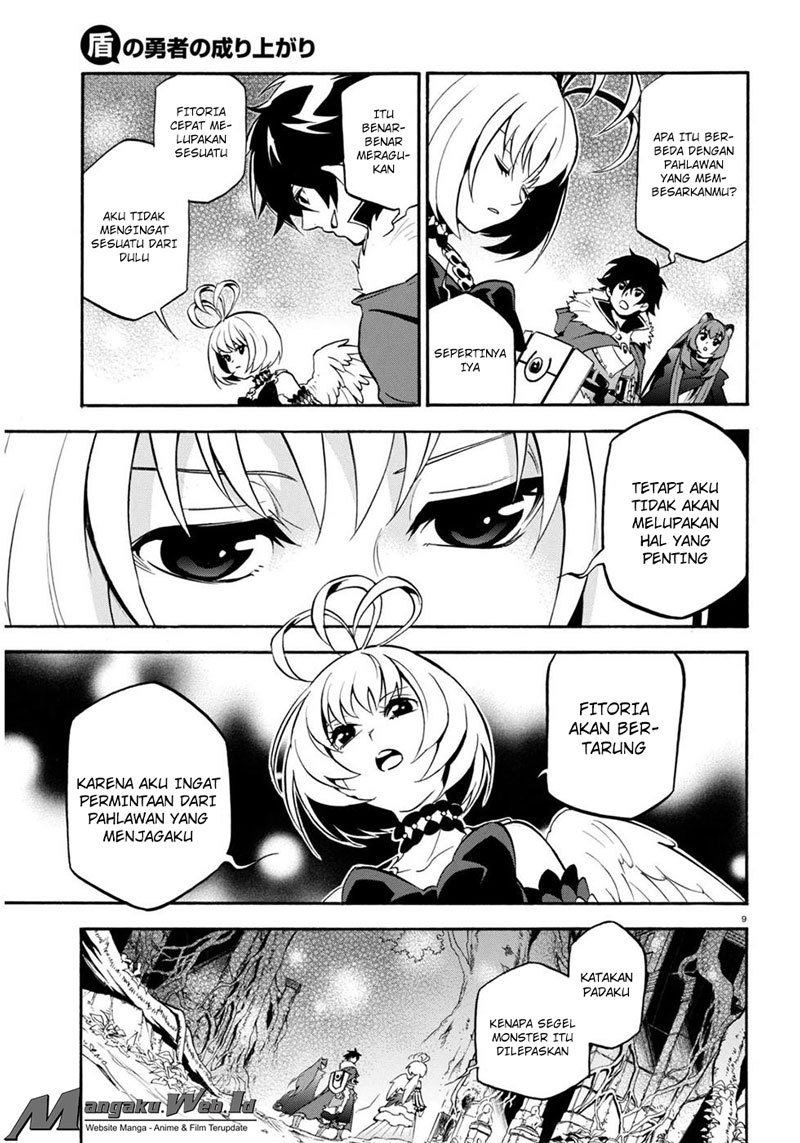 盾の勇者の成り上がり
APA ITU BER-
BEDA DENGAN
PAHLAWAN
YANG MEM-
BESARKANMU?
SEPERTINYA
IYA
ITU
BENAR-
BENAR
MERAGU-
KAN
FITORIA
CEPAT ME-
LUPAKAN
SESUATU
AKU TIDAK
MENGINGAT
SESUATU DARI
DULU
TETAPI AKU
TIDAK AKAN
MELUPAKAN
HAL YANG
PENTING
FITORIA
AKAN BER-
TARUNG
KARENA AKU INGAT
PERMINTAAN DARI
PAHLAWAN YANG
MENJAGAKU
9
KATAKAN
PADAKU
KENAPA SEGEL
MONSTER ITU
DILEPASKAN
Mangaku.Web.Id
Website Manga - Anime & Film Terupdate